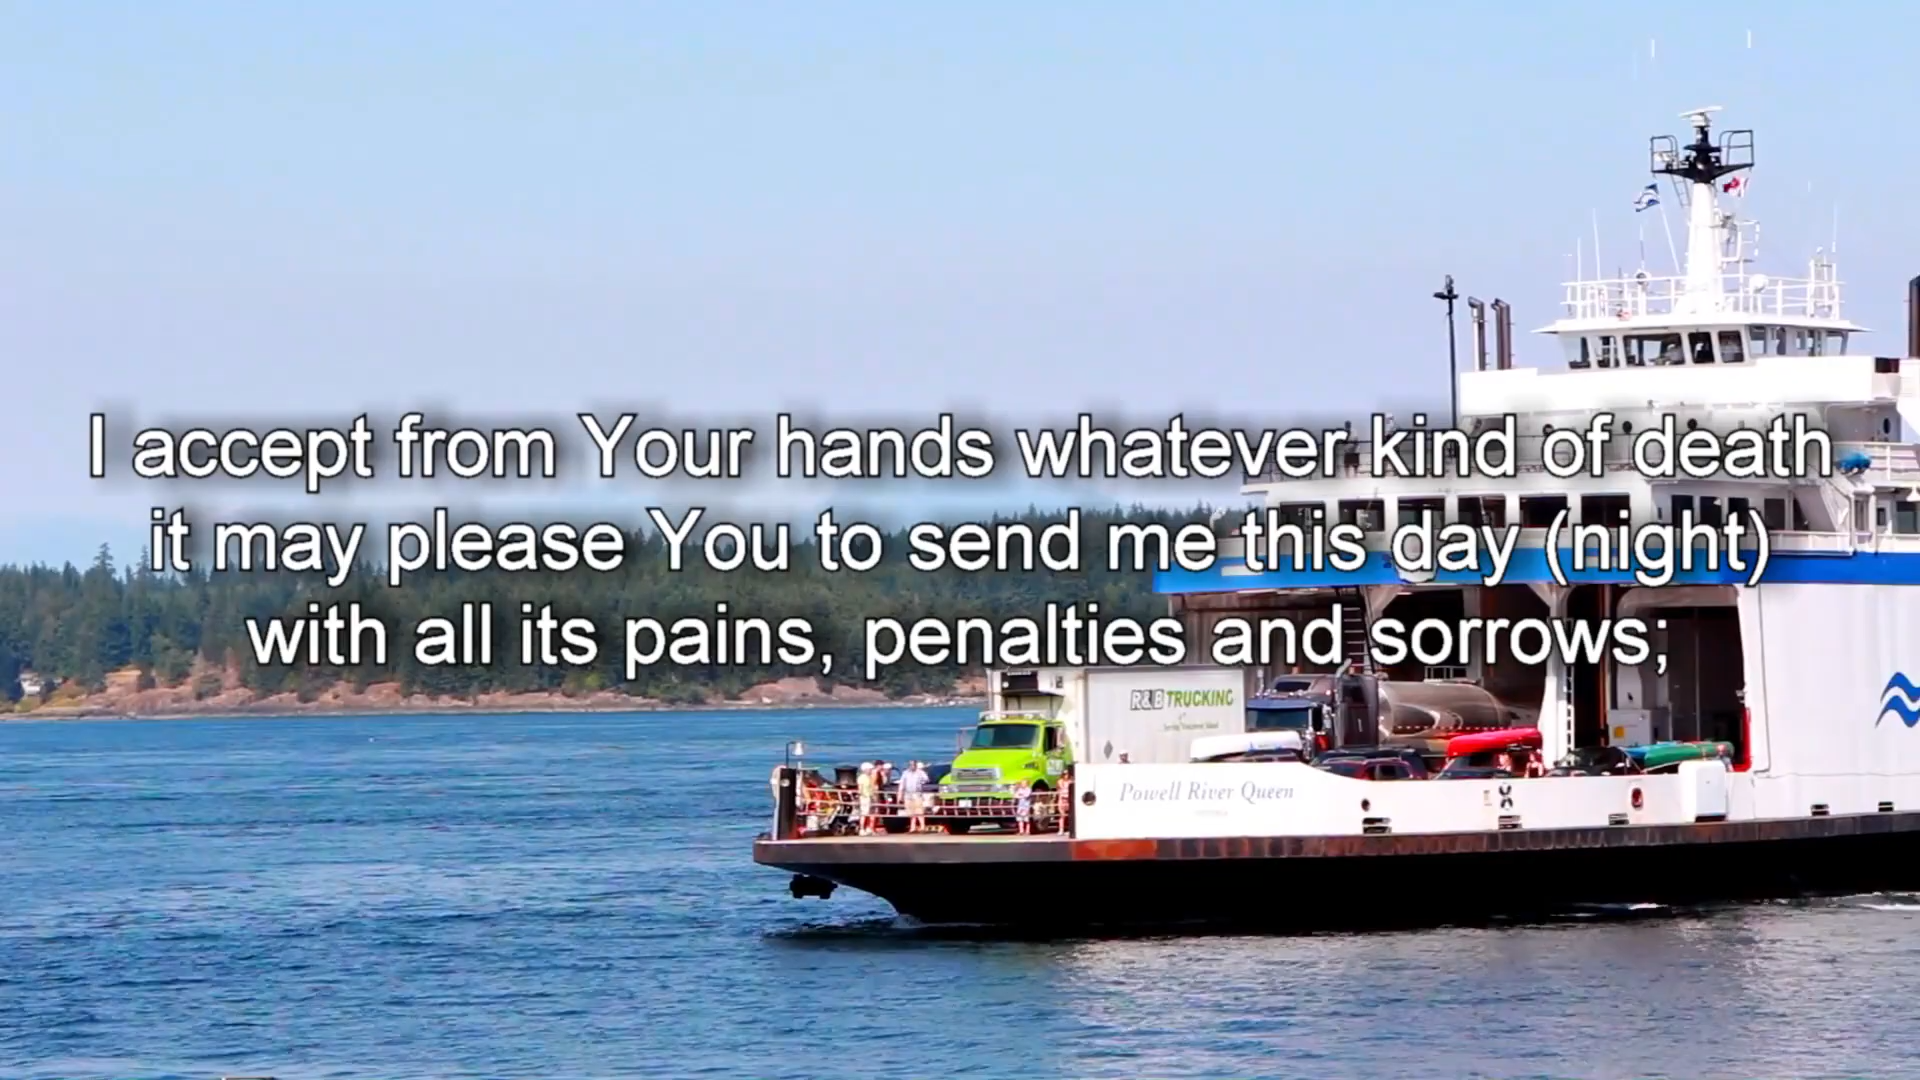 I accept from Your hands whatever kind of death
it may please You to send me this day (night)
with all its pains, penalties and sorrows;
R&B TRUCKING
Powell River Queen